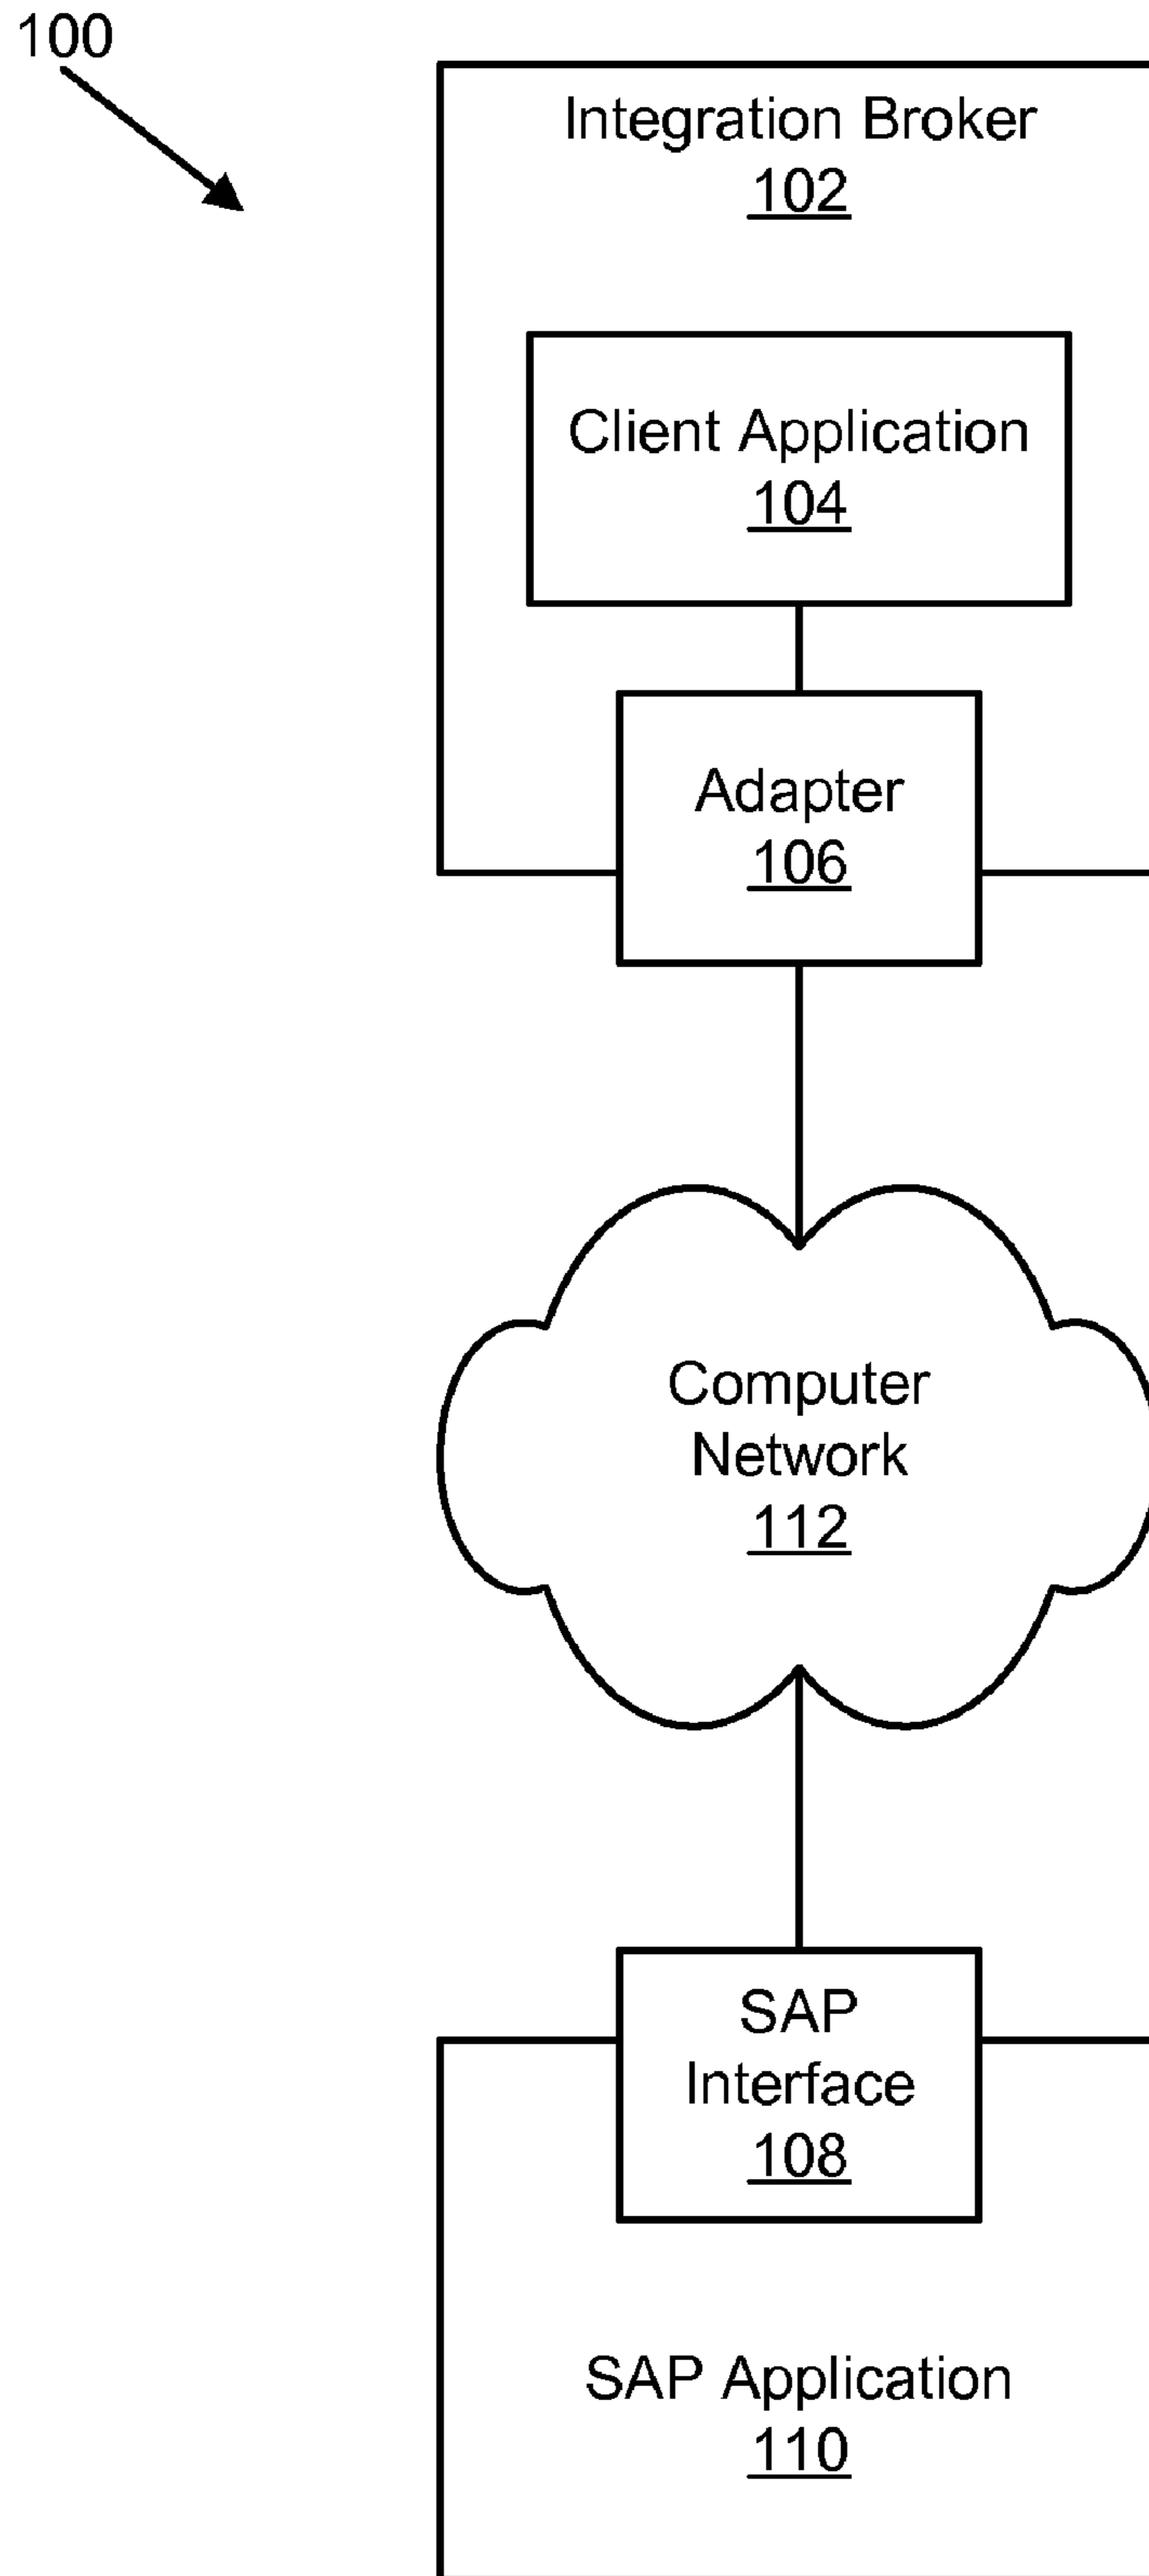 100
Integration Broker
102
Client Application
104
Adapter
106
Computer
Network
112
SAP
Interface
108
SAP Application
110